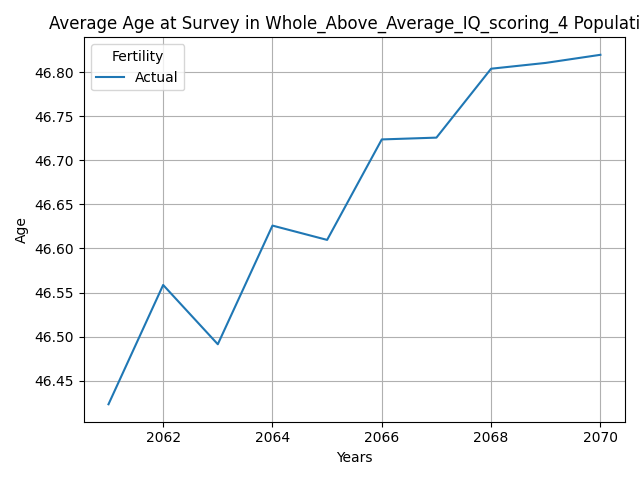 Average Age at Survey in Whole_Above_Average_IQ_scoring_4 Populati
Fertility
Actual
46.80
46.75
46.70
46.65
46.60
46.55
46.50
46.45
Age
2062 2064 2066 2068 2070
Years